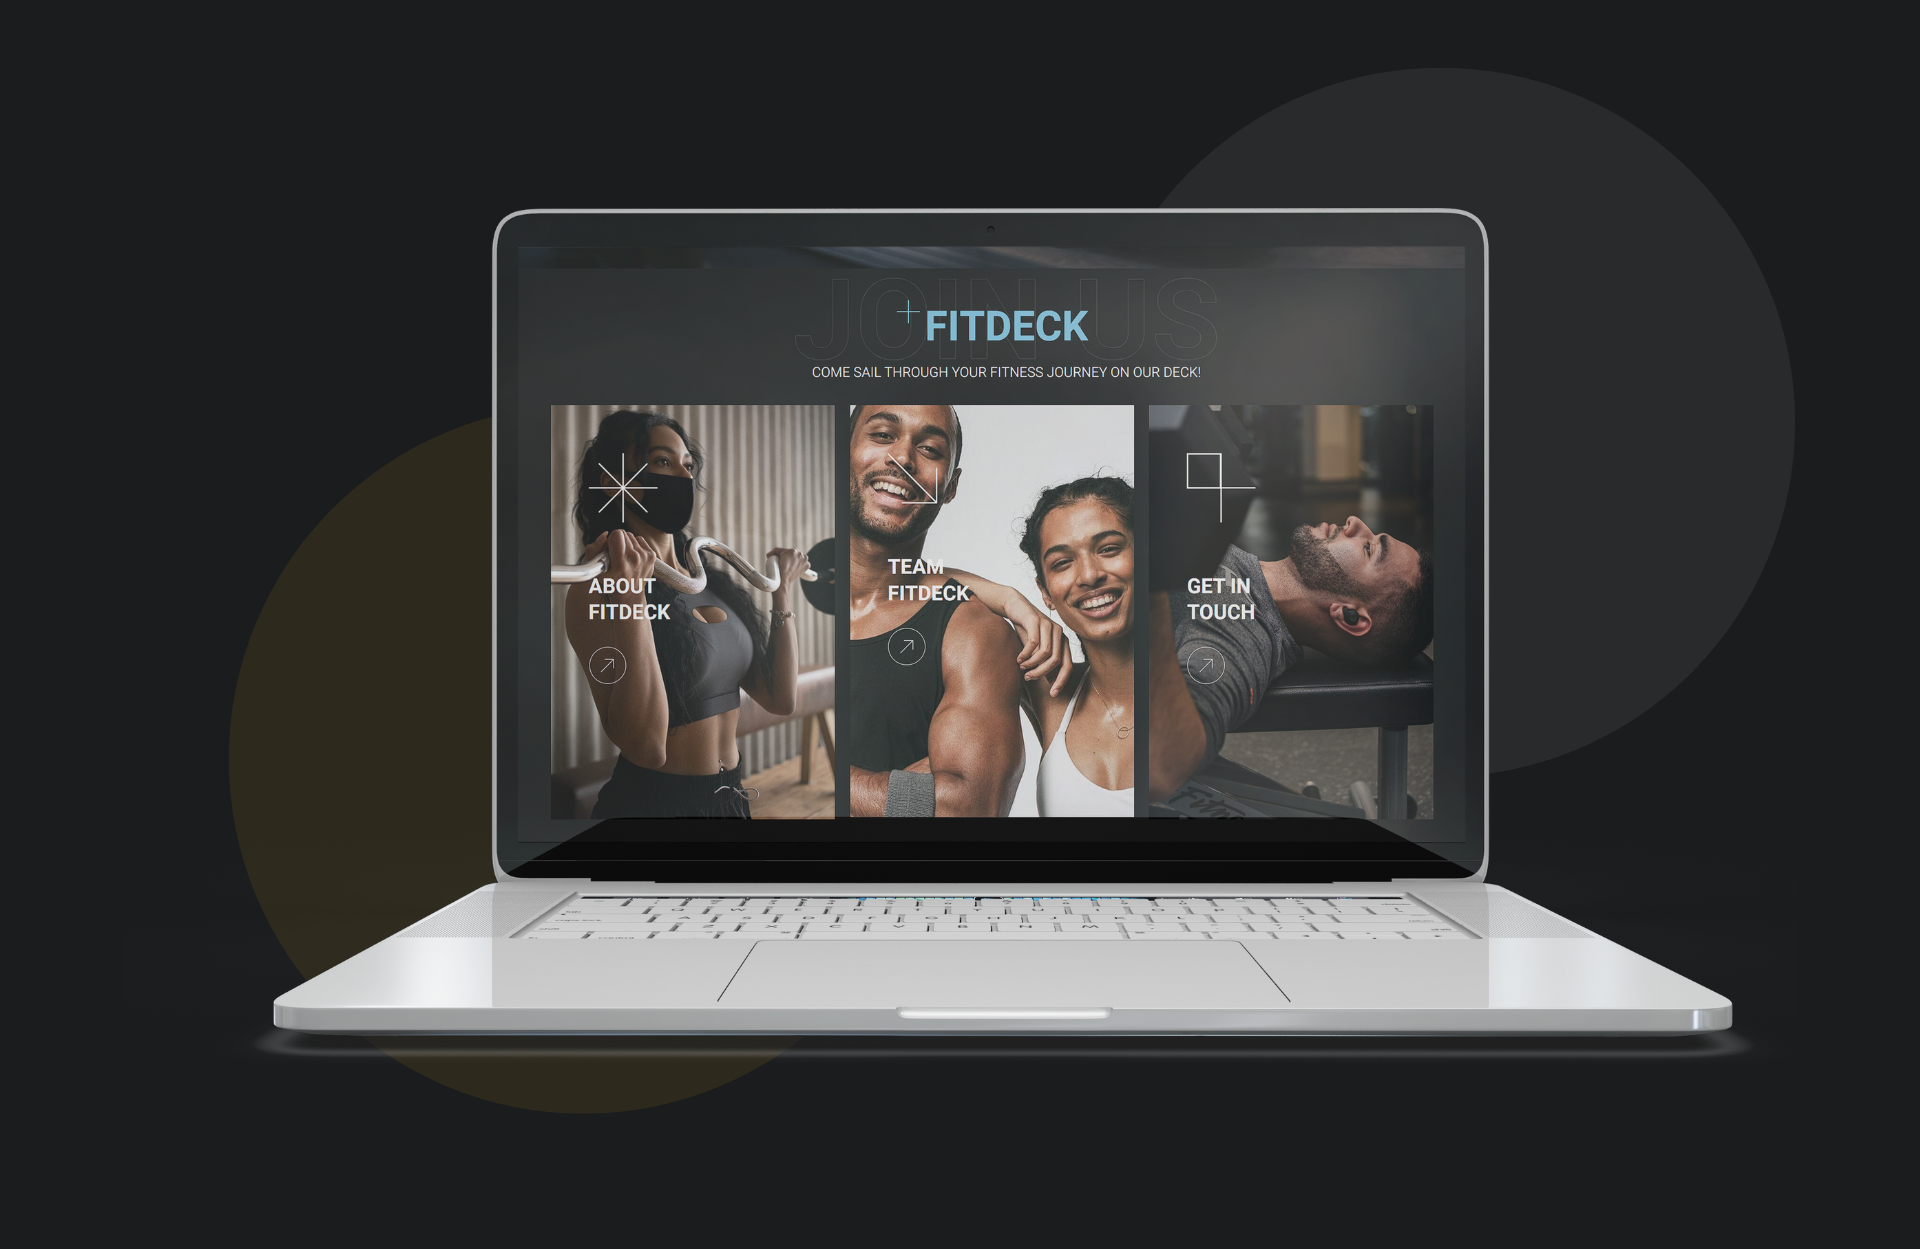 JOIN US
FITDECK
COME SAIL THROUGH YOUR FITNESS JOURNEY ON OUR DECK!
ABOUT
FITDECK
TEAM
FITDECK
GET IN
TOUCH